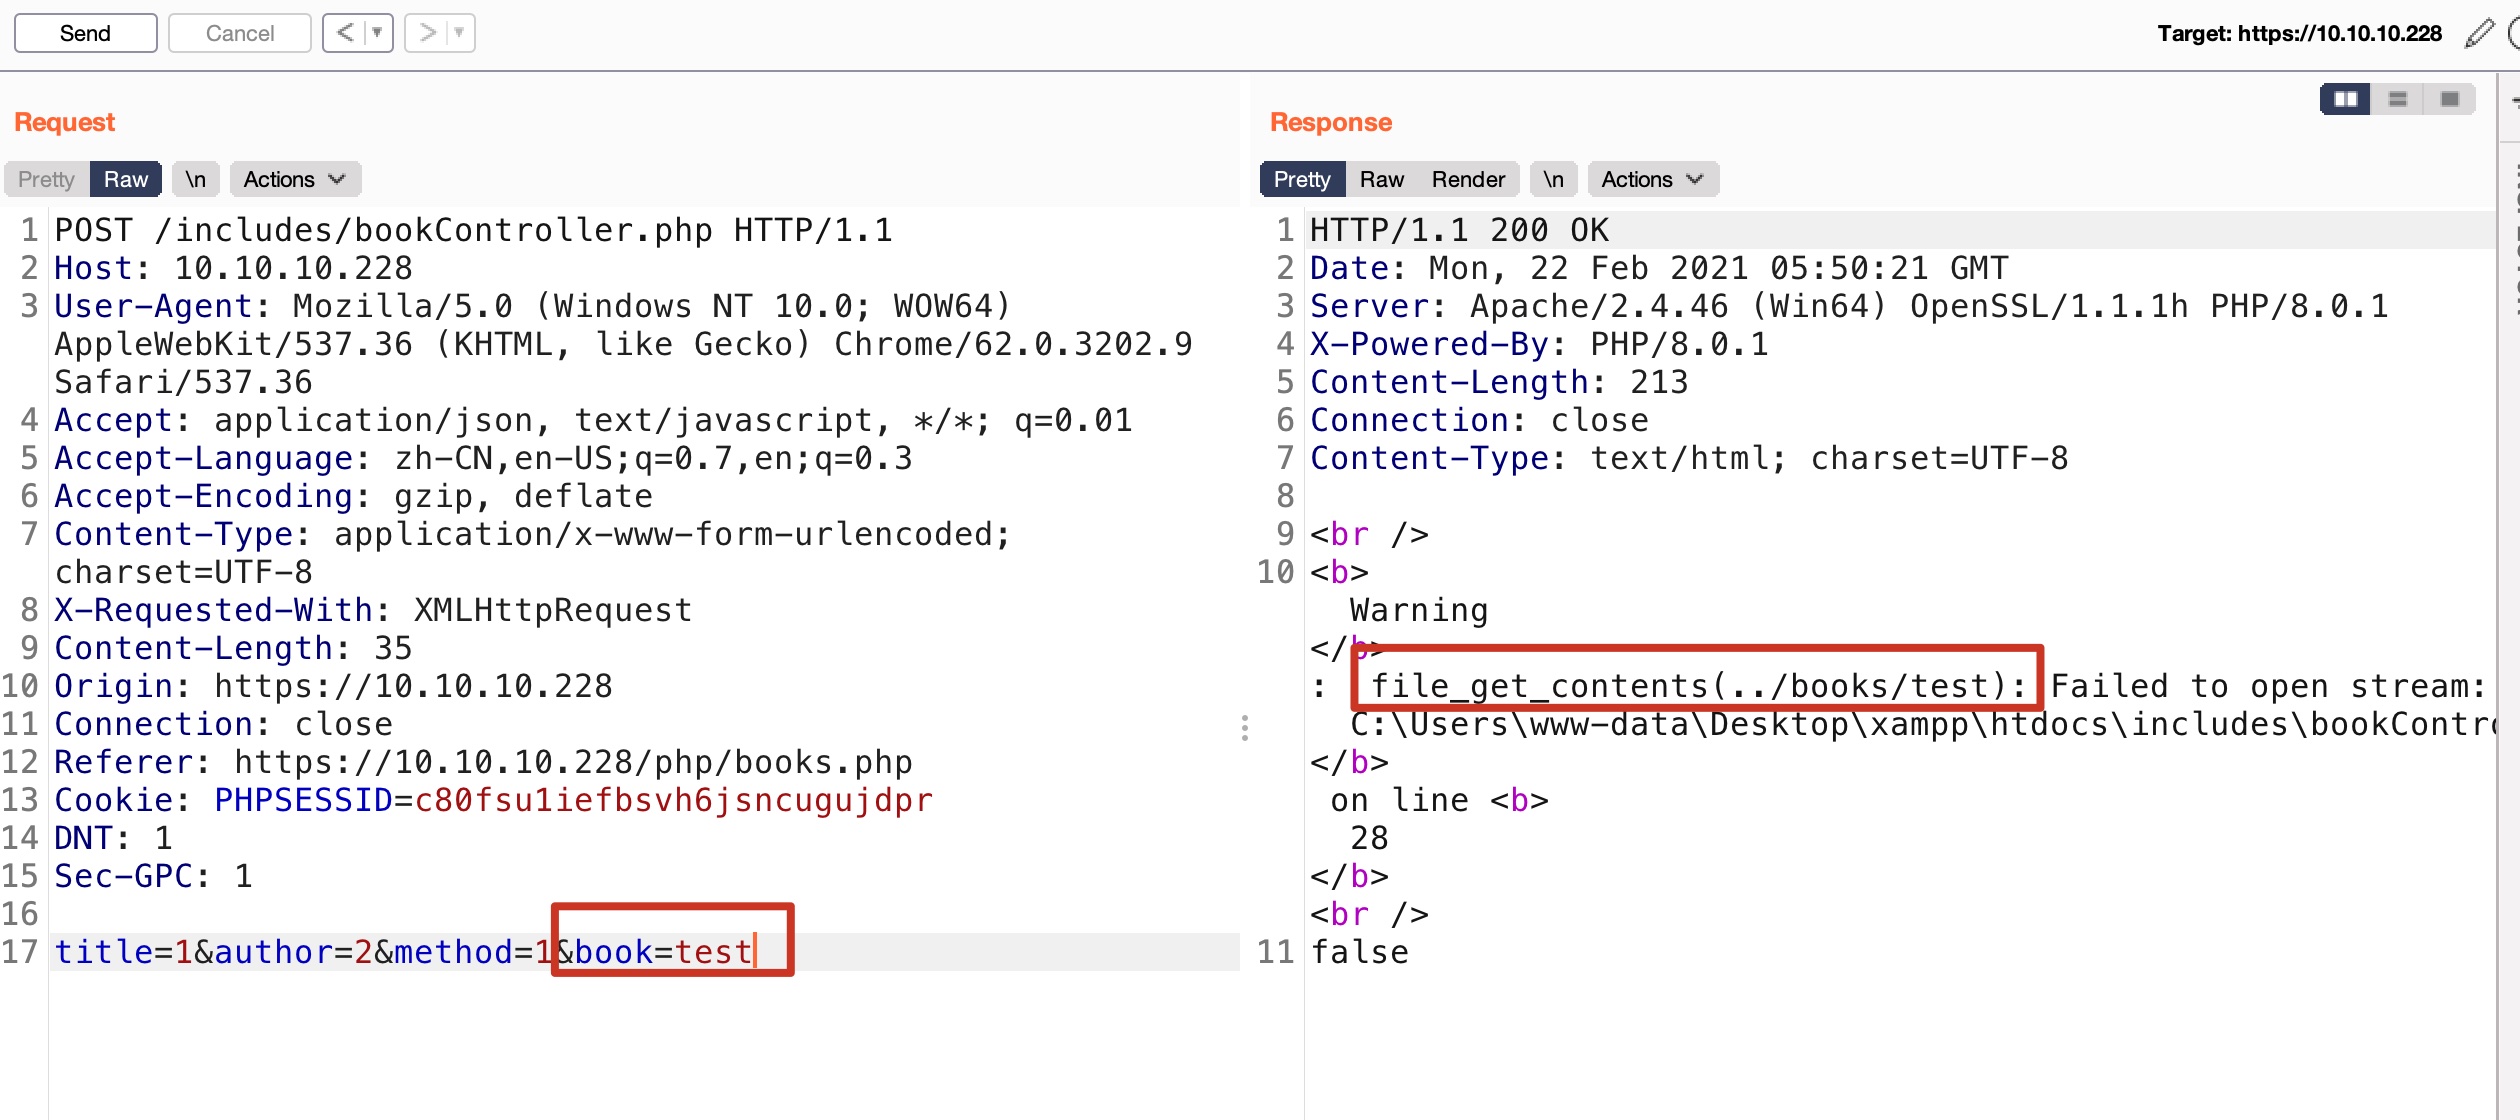 Send Cancel < >
Target: https://10.10.10.228
Request
Pretty Raw \n Actions
1 POST /includes/bookController.php HTTP/1.1
2 Host: 10.10.10.228
3 User-Agent: Mozilla/5.0 (Windows NT 10.0; WOW64)
AppleWebKit/537.36 (KHTML, like Gecko) Chrome/62.0.3202.9
Safari/537.36
4 Accept: application/json, text/javascript, */*; q=0.01
5 Accept-Language: zh-CN,en-US;q=0.7,en;q=0.3
6 Accept-Encoding: gzip, deflate
7 Content-Type: application/x-www-form-urlencoded;
charset=UTF-8
8 X-Requested-With: XMLHttpRequest
9 Content-Length: 35
10 Origin: https://10.10.10.228
11 Connection: close
12 Referer: https://10.10.10.228/php/books.php
13 Cookie: PHPSESSID=c80fsu1iefbsvh6jsncugujdpr
14 DNT: 1
15 Sec-GPC: 1
16
17 title=1&author=2&method=1&book=test
Response
Pretty Raw Render \n Actions
1 HTTP/1.1 200 OK
2 Date: Mon, 22 Feb 2021 05:50:21 GMT
3 Server: Apache/2.4.46 (Win64) OpenSSL/1.1.1h PHP/8.0.1
4 X-Powered-By: PHP/8.0.1
5 Content-Length: 213
6 Connection: close
7 Content-Type: text/html; charset=UTF-8
8
9 <br />
10 <b>
Warning
</b>
: file_get_contents(../books/test): Failed to open stream:
C:\Users\www-data\Desktop\xampp\htdocs\includes\bookContr
</b>
on line <b>
28
</b>
<br />
11 false